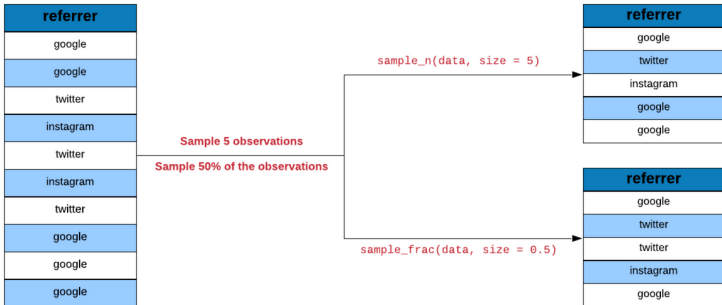 referrer
google
google
twitter
instagram
twitter
instagram
twitter
google
google
google
Sample 5 observations
Sample 50% of the observations
sample_n(data, size = 5)
sample_frac(data, size = 0.5)
referrer
google
twitter
instagram
google
google
referrer
google
twitter
twitter
instagram
google